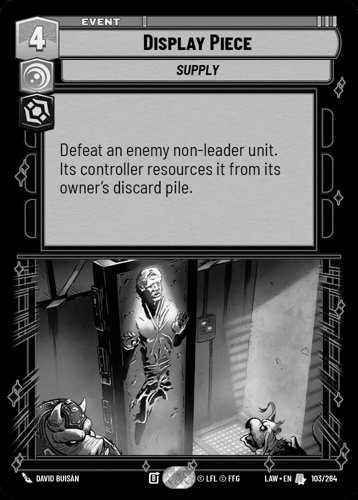 EVENT
4
DISPLAY PIECE
SUPPLY
Defeat an enemy non-leader unit.
Its controller resources it from its
owner's discard pile.
DAVID BUISÁN
© LFL © FFG
LAW • EN
103/264